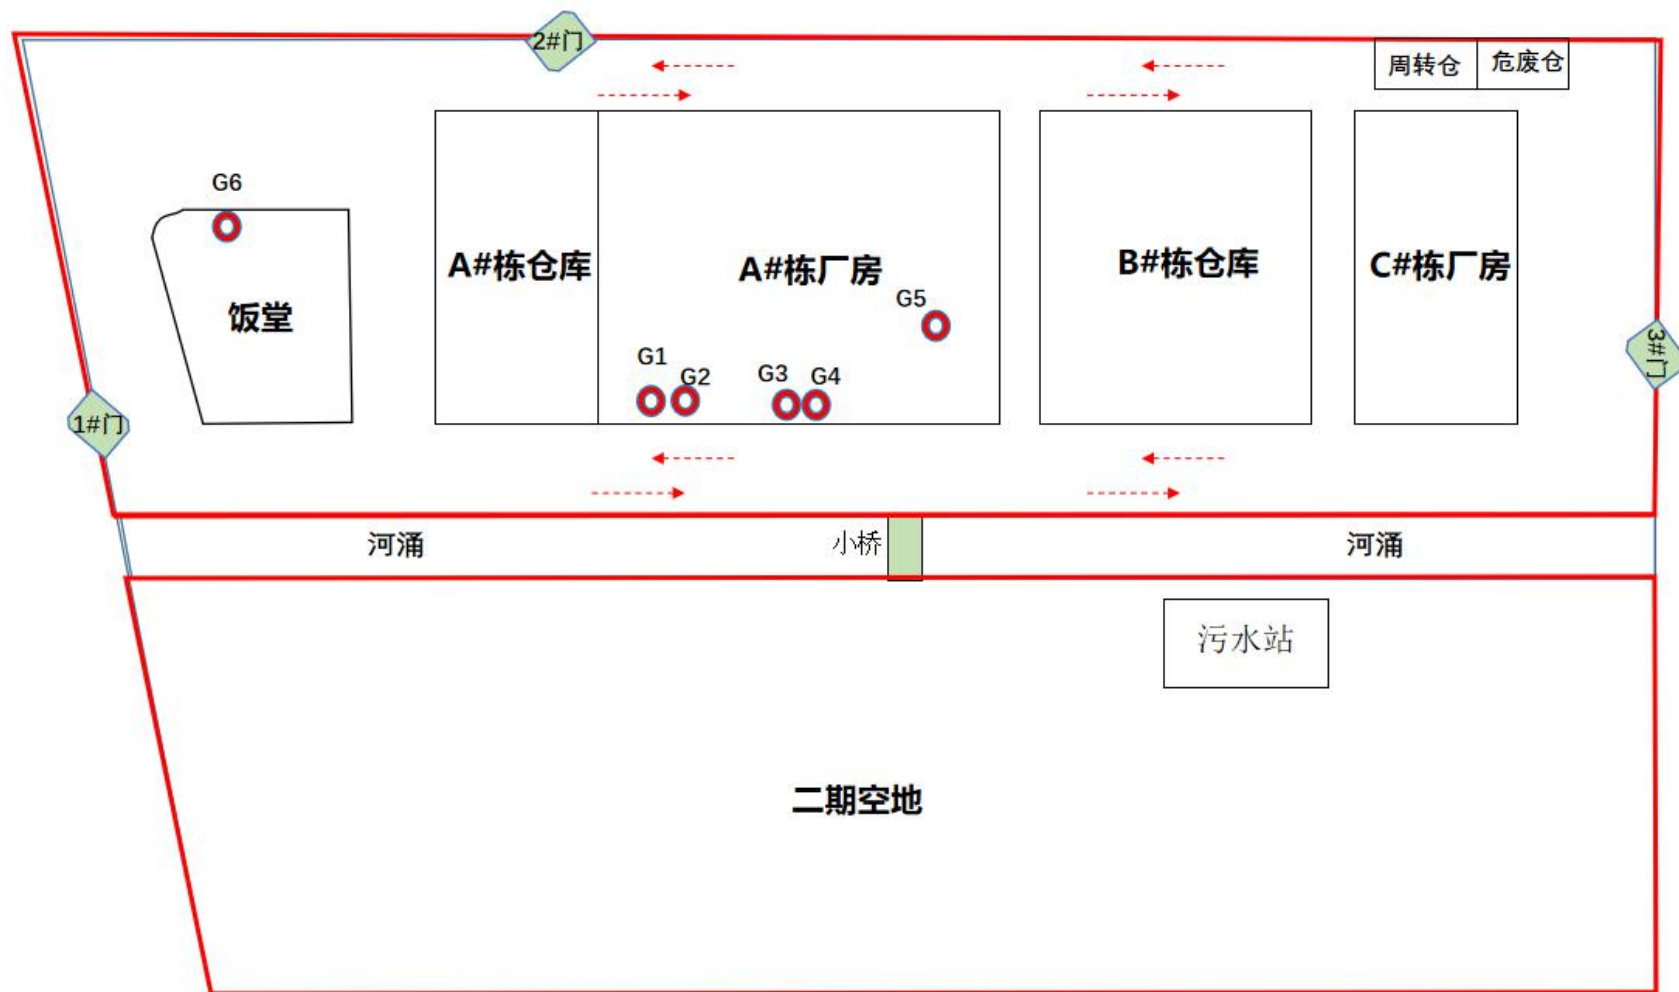 2#门
周转仓
危废仓
G6
A#栋仓库
A#栋厂房
B#栋仓库
C#栋厂房
G5
饭堂
3#门
G1
G2
G3
G4
1#门
河涌
小桥
河涌
污水站
二期空地